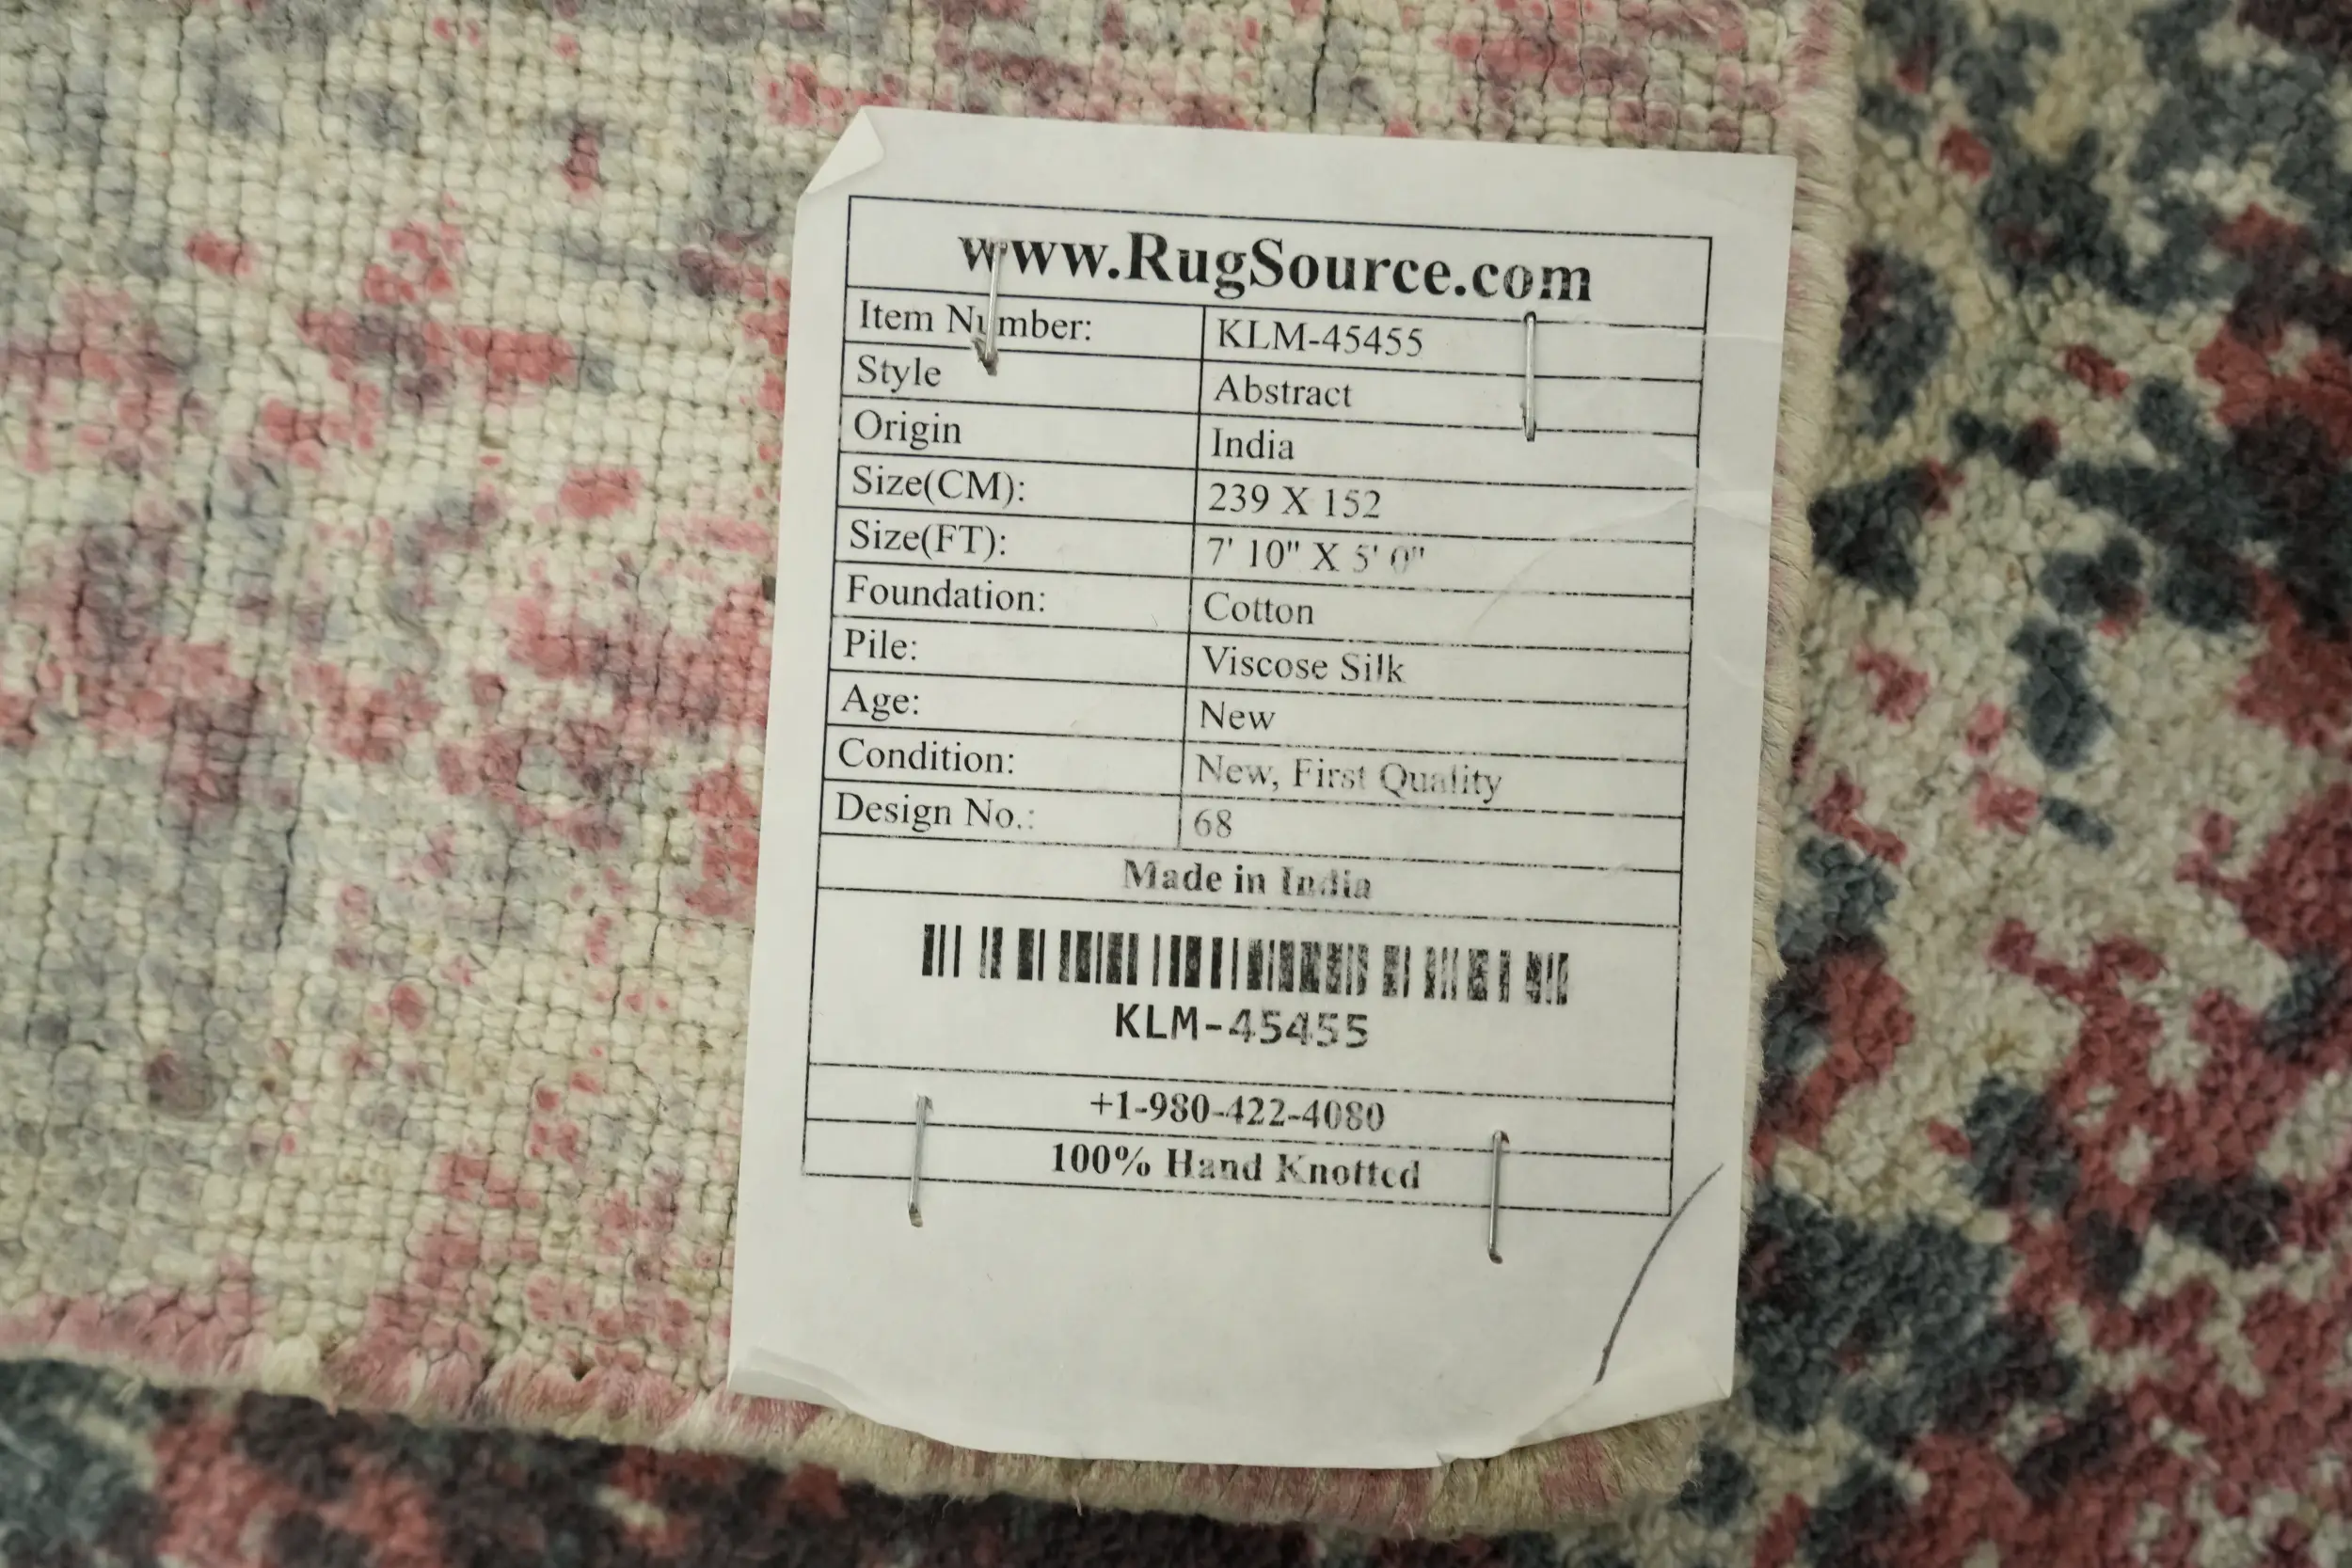 www.RugSource.com
Item Number: KLM-45455
Style Abstract
Origin India
Size(CM): 239 X 152
Size(FT): 7' 10" X 5' 0"
Foundation: Cotton
Pile: Viscose Silk
Age: New
Condition: New, First Quality
Design No.: 68
Made in India
KLM-45455
+1-980-422-4080
100% Hand Knotted